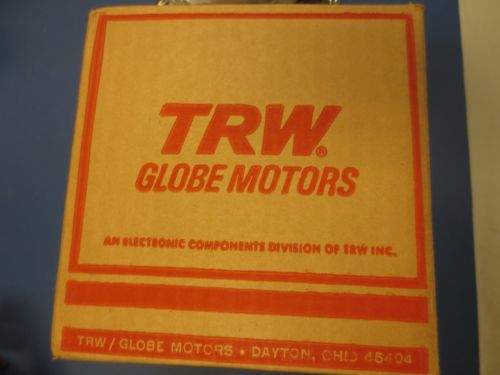 TRW®
GLOBE MOTORS
AN ELECTRONIC COMPONENTS DIVISION OF TRW INC.
TRW / GLOBE MOTORS • DAYTON, OHIO 45404